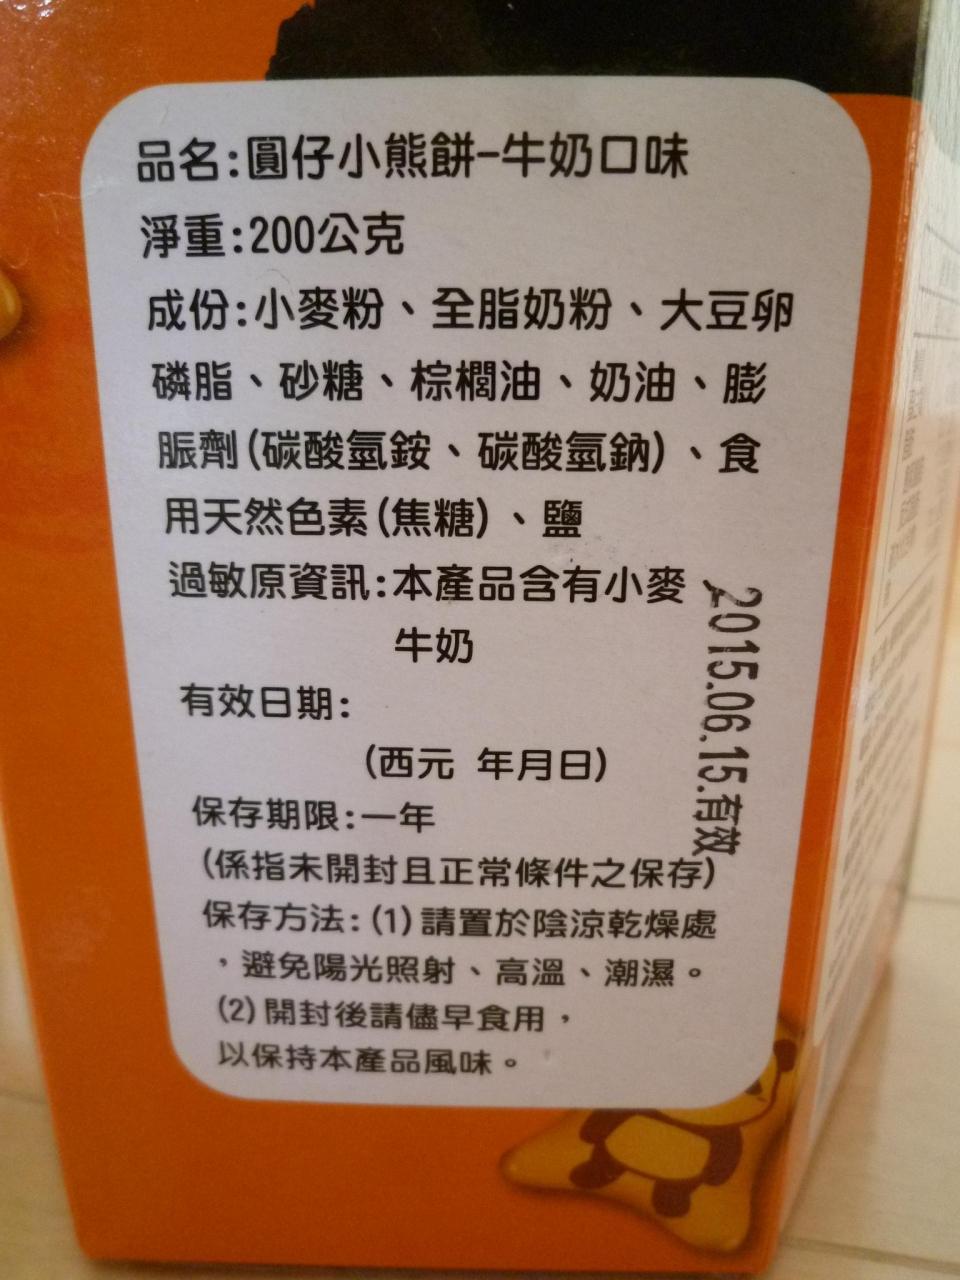 品名:圓仔小熊餅-牛奶口味
淨重:200公克
成份:小麥粉、全脂奶粉、大豆卵
磷脂、砂糖、棕櫚油、奶油、膨
脤劑(碳酸氫銨、碳酸氫鈉)、食
用天然色素(焦糖)、鹽
過敏原資訊:本產品含有小麥
牛奶
有效日期:
(西元 年月日)
2015.06.15.有效
保存期限:一年
(係指未開封且正常條件之保存)
保存方法:(1)請置於陰涼乾燥處
,避免陽光照射、高溫、潮濕。
(2)開封後請儘早食用,
以保持本產品風味。